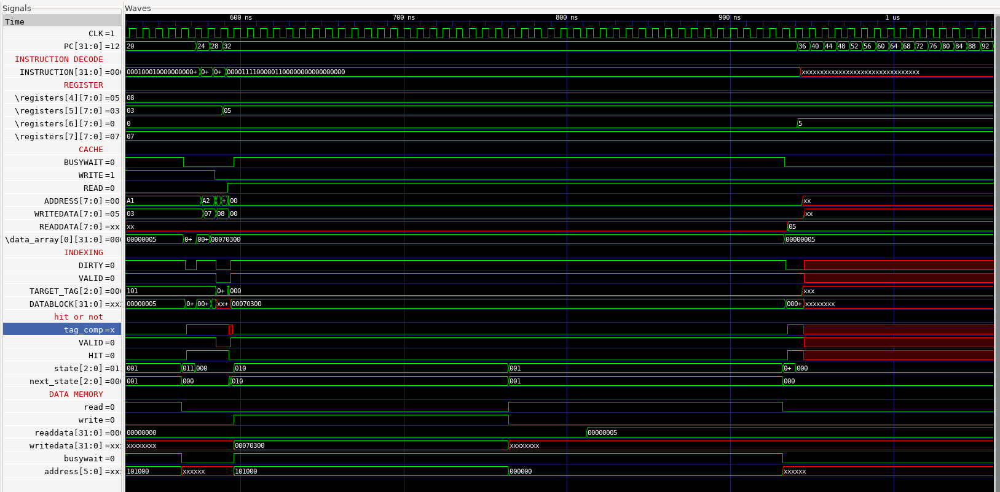 Signals Waves
Time 600 ns 700 ns 800 ns 900 ns 1 us
CLK=1
PC[31:0]=12 20 24 28 32 36 40 44 48 52 56 60 64 68 72 76 80 84 88 92
INSTRUCTION DECODE
INSTRUCTION[31:0]=000 000100010000000000+ 0+ 0+ 00001111000001100000000000000000 xxxxxxxxxxxxxxxxxxxxxxxxxxxxxxxx
REGISTER
\registers[4][7:0]=05 08
\registers[5][7:0]=03 03 05
\registers[6][7:0]=0 0 5
\registers[7][7:0]=07 07
CACHE
BUSYWAIT=0
WRITE=1
READ=0
ADDRESS[7:0]=00 A1 A2 + 00 xx
WRITEDATA[7:0]=05 03 07 08 00 xx
READDATA[7:0]=xx xx 05
\data_array[0][31:0]=000 00000005 0+ 00+ 00070300 00000005
INDEXING
DIRTY=0
VALID=0
TARGET_TAG[2:0]=000 101 0+ 000 xxx
DATABLOCK[31:0]=xxx 00000005 0+ 00+ xx+ 00070300 000+ xxxxxxxx
hit or not
tag_comp=x
VALID=0
HIT=0
state[2:0]=01 001 011 000 010 001 0+ 000
next_state[2:0]=000 001 000 010 001 000
DATA MEMORY
read=0
write=0
readdata[31:0]=000 00000000 00000005
writedata[31:0]=xxx xxxxxxxx 00070300 xxxxxxxx
busywait=0
address[5:0]=xxx 101000 xxxxxx 101000 000000 xxxxxx